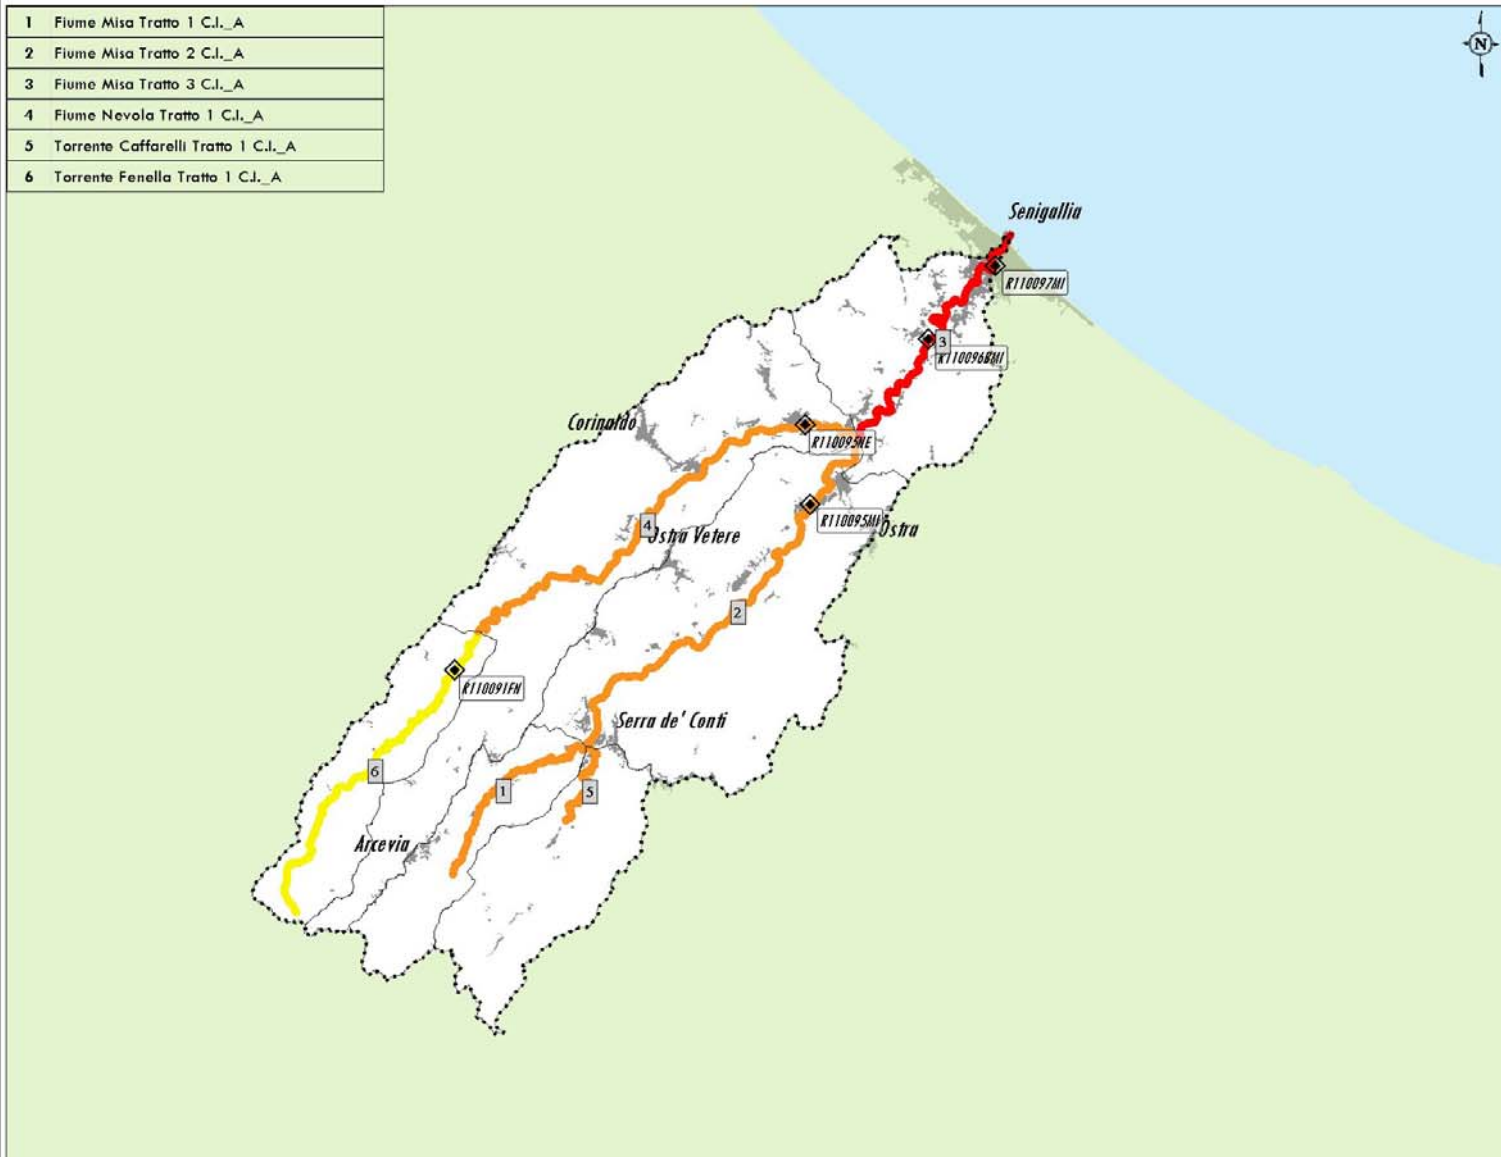 1 Fiume Misa Tratto 1 C.I._A
2 Fiume Misa Tratto 2 C.I._A
3 Fiume Misa Tratto 3 C.I._A
4 Fiume Nevola Tratto 1 C.I._A
5 Torrente Caffarelli Tratto 1 C.I._A
6 Torrente Fenella Tratto 1 C.I._A
N
Senigallia
R110097MI
3
R110096BMI
Corinaldo
R110095NE
4
Ostra Vetere
R110095MI
Ostra
2
R110091FN
Serra de' Conti
6
1
5
Arcevia